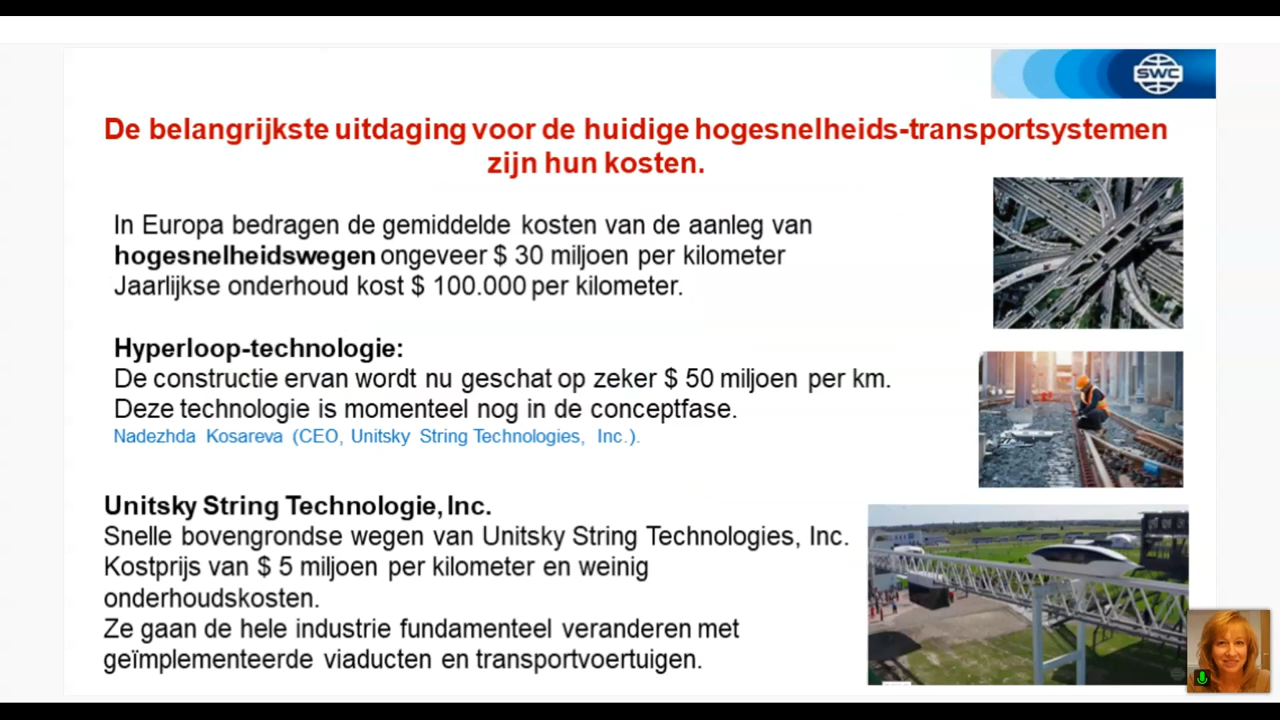 SWC
De belangrijkste uitdaging voor de huidige hogesnelheids-transportsystemen
zijn hun kosten.
In Europa bedragen de gemiddelde kosten van de aanleg van
hogesnelheidswegen ongeveer $ 30 miljoen per kilometer
Jaarlijkse onderhoud kost $ 100.000 per kilometer.
Hyperloop-technologie:
De constructie ervan wordt nu geschat op zeker $ 50 miljoen per km.
Deze technologie is momenteel nog in de conceptfase.
Nadezhda Kosareva (CEO, Unitsky String Technologies, Inc.).
Unitsky String Technologie, Inc.
Snelle bovengrondse wegen van Unitsky String Technologies, Inc.
Kostprijs van $ 5 miljoen per kilometer en weinig
onderhoudskosten.
Ze gaan de hele industrie fundamenteel veranderen met
geïmplementeerde viaducten en transportvoertuigen.